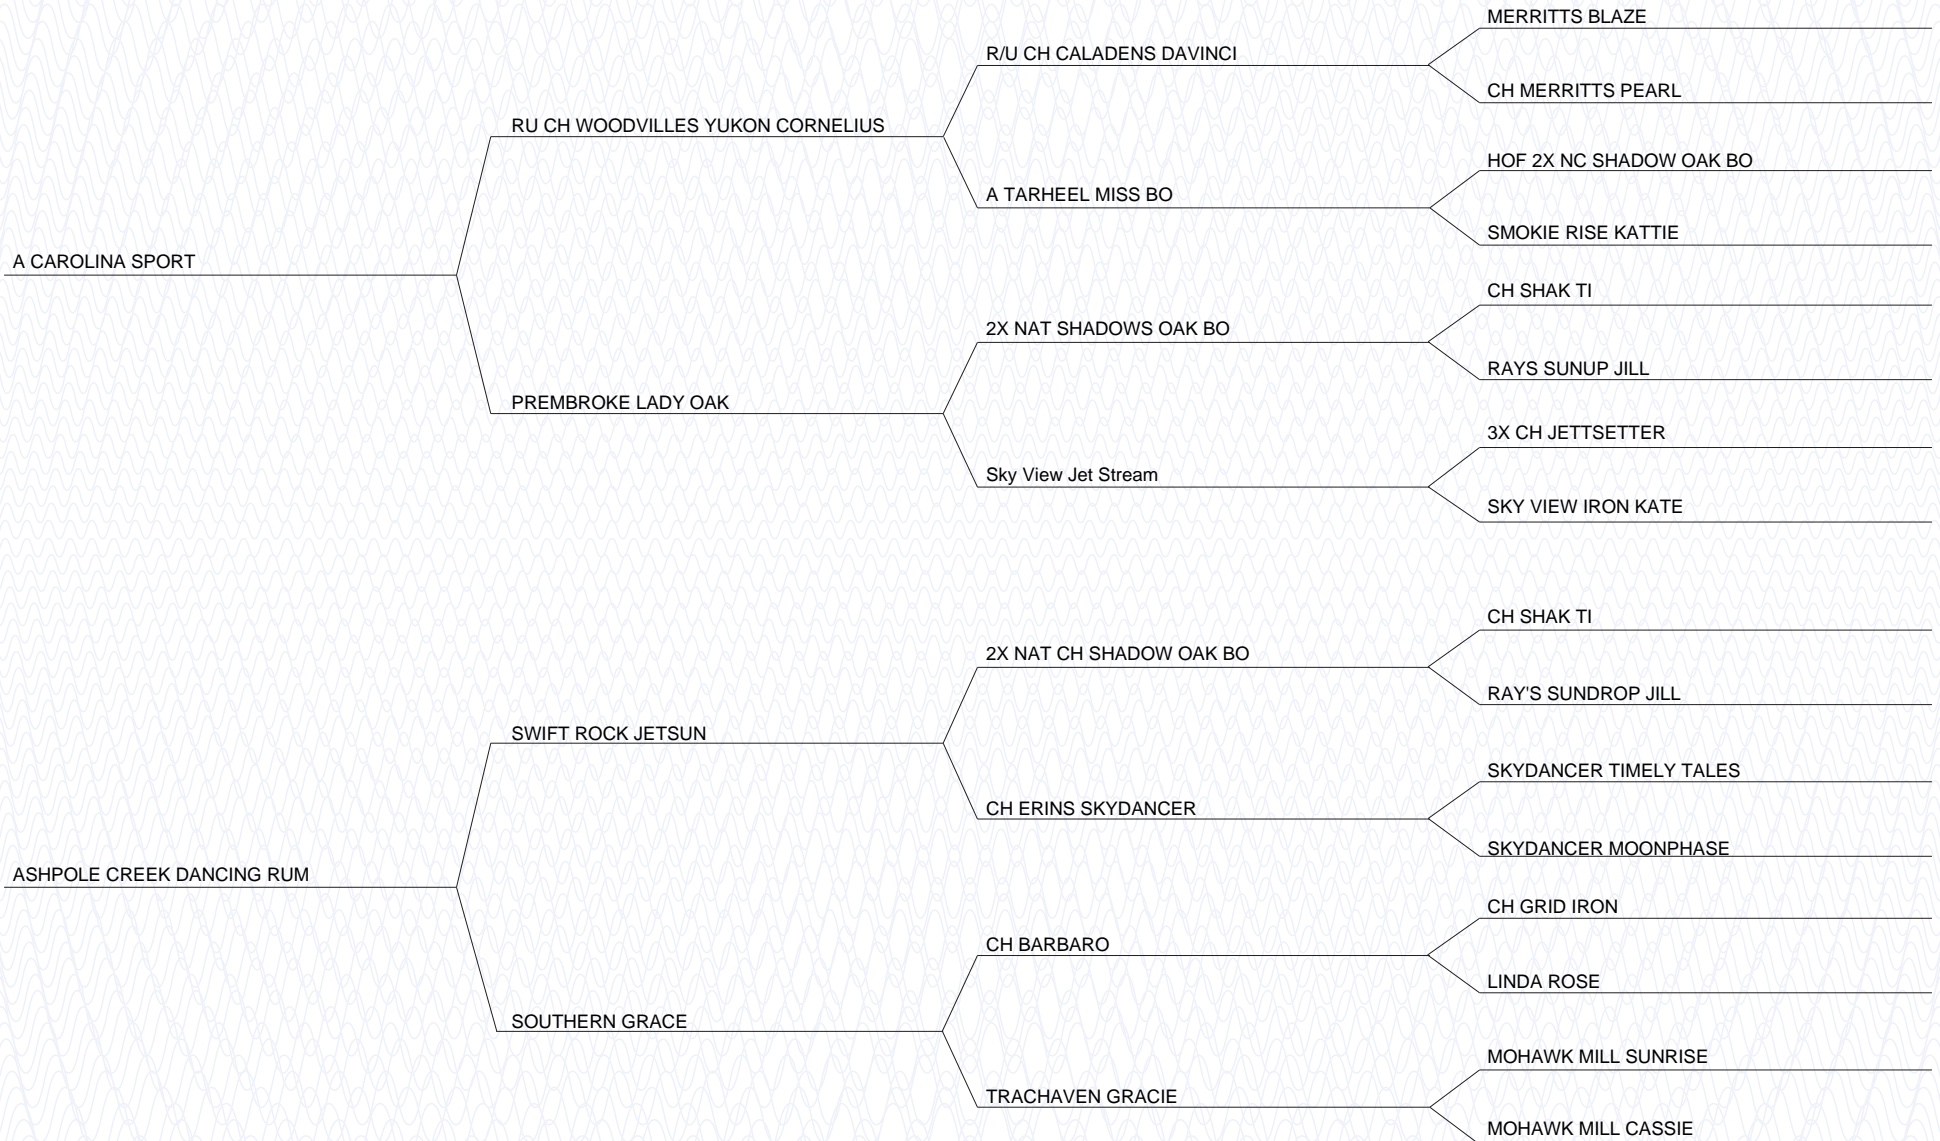 MERRITTS BLAZE
R/U CH CALADENS DAVINCI
CH MERRITTS PEARL
RU CH WOODVILLES YUKON CORNELIUS
HOF 2X NC SHADOW OAK BO
A TARHEEL MISS BO
SMOKIE RISE KATTIE
A CAROLINA SPORT
CH SHAK TI
2X NAT SHADOWS OAK BO
RAYS SUNUP JILL
PREMBROKE LADY OAK
3X CH JETTSETTER
Sky View Jet Stream
SKY VIEW IRON KATE
CH SHAK TI
2X NAT CH SHADOW OAK BO
RAY'S SUNDROP JILL
SWIFT ROCK JETSUN
SKYDANCER TIMELY TALES
CH ERINS SKYDANCER
SKYDANCER MOONPHASE
ASHPOLE CREEK DANCING RUM
CH GRID IRON
CH BARBARO
LINDA ROSE
SOUTHERN GRACE
MOHAWK MILL SUNRISE
TRACHAVEN GRACIE
MOHAWK MILL CASSIE